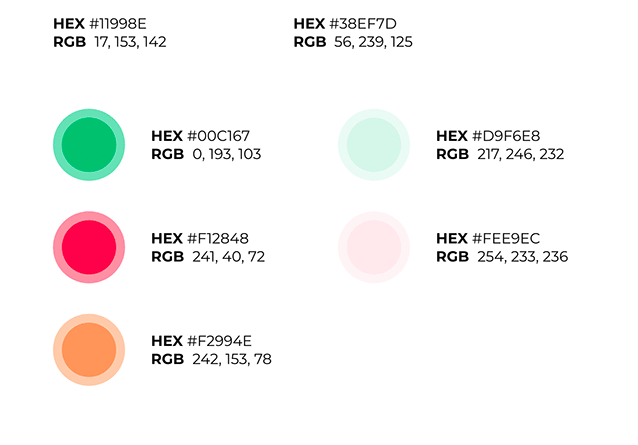 HEX #11998E
RGB 17, 153, 142
HEX #38EF7D
RGB 56, 239, 125
HEX #00C167
RGB 0, 193, 103
HEX #D9F6E8
RGB 217, 246, 232
HEX #F12848
RGB 241, 40, 72
HEX #FEE9EC
RGB 254, 233, 236
HEX #F2994E
RGB 242, 153, 78